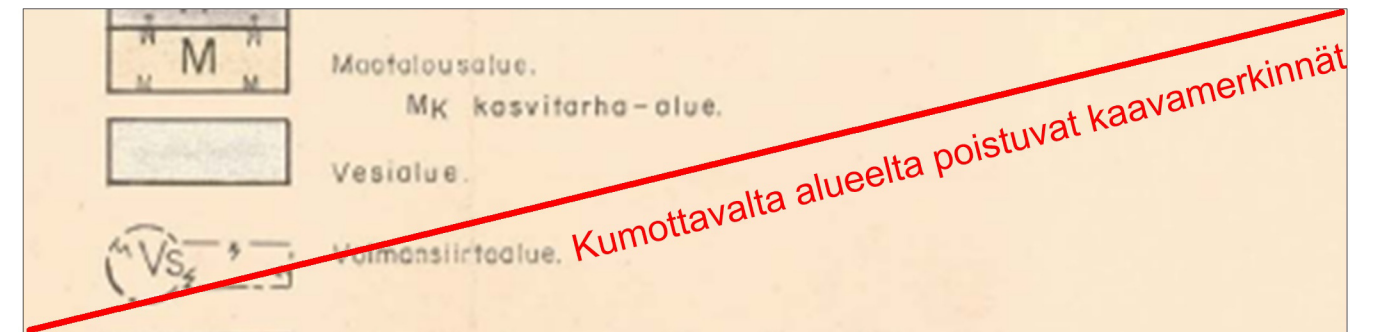 M
Maatalousalue.
MK kasvitarha-alue.
Vesialue.
VS
Voimansiirtoalue.
Kumottavalta alueelta poistuvat kaavamerkinnät